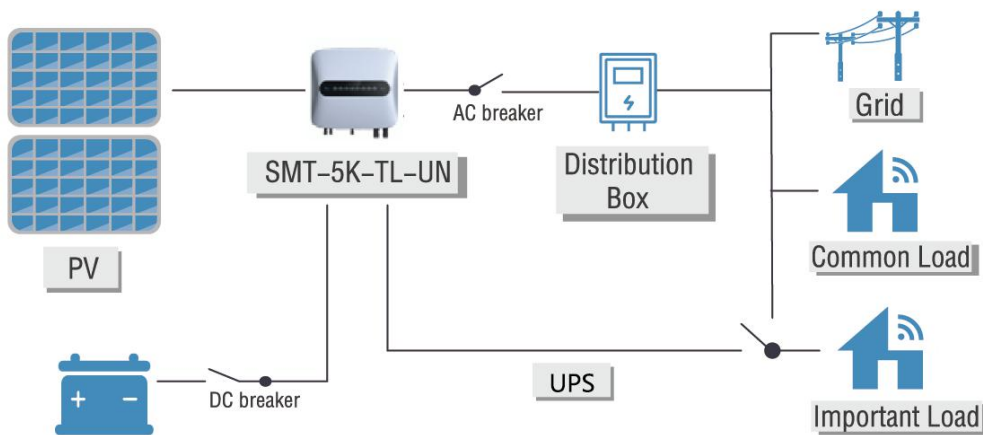 AC breaker
Grid
SMT–5K–TL–UN
Distribution
Box
PV
Common Load
UPS
DC breaker
Important Load